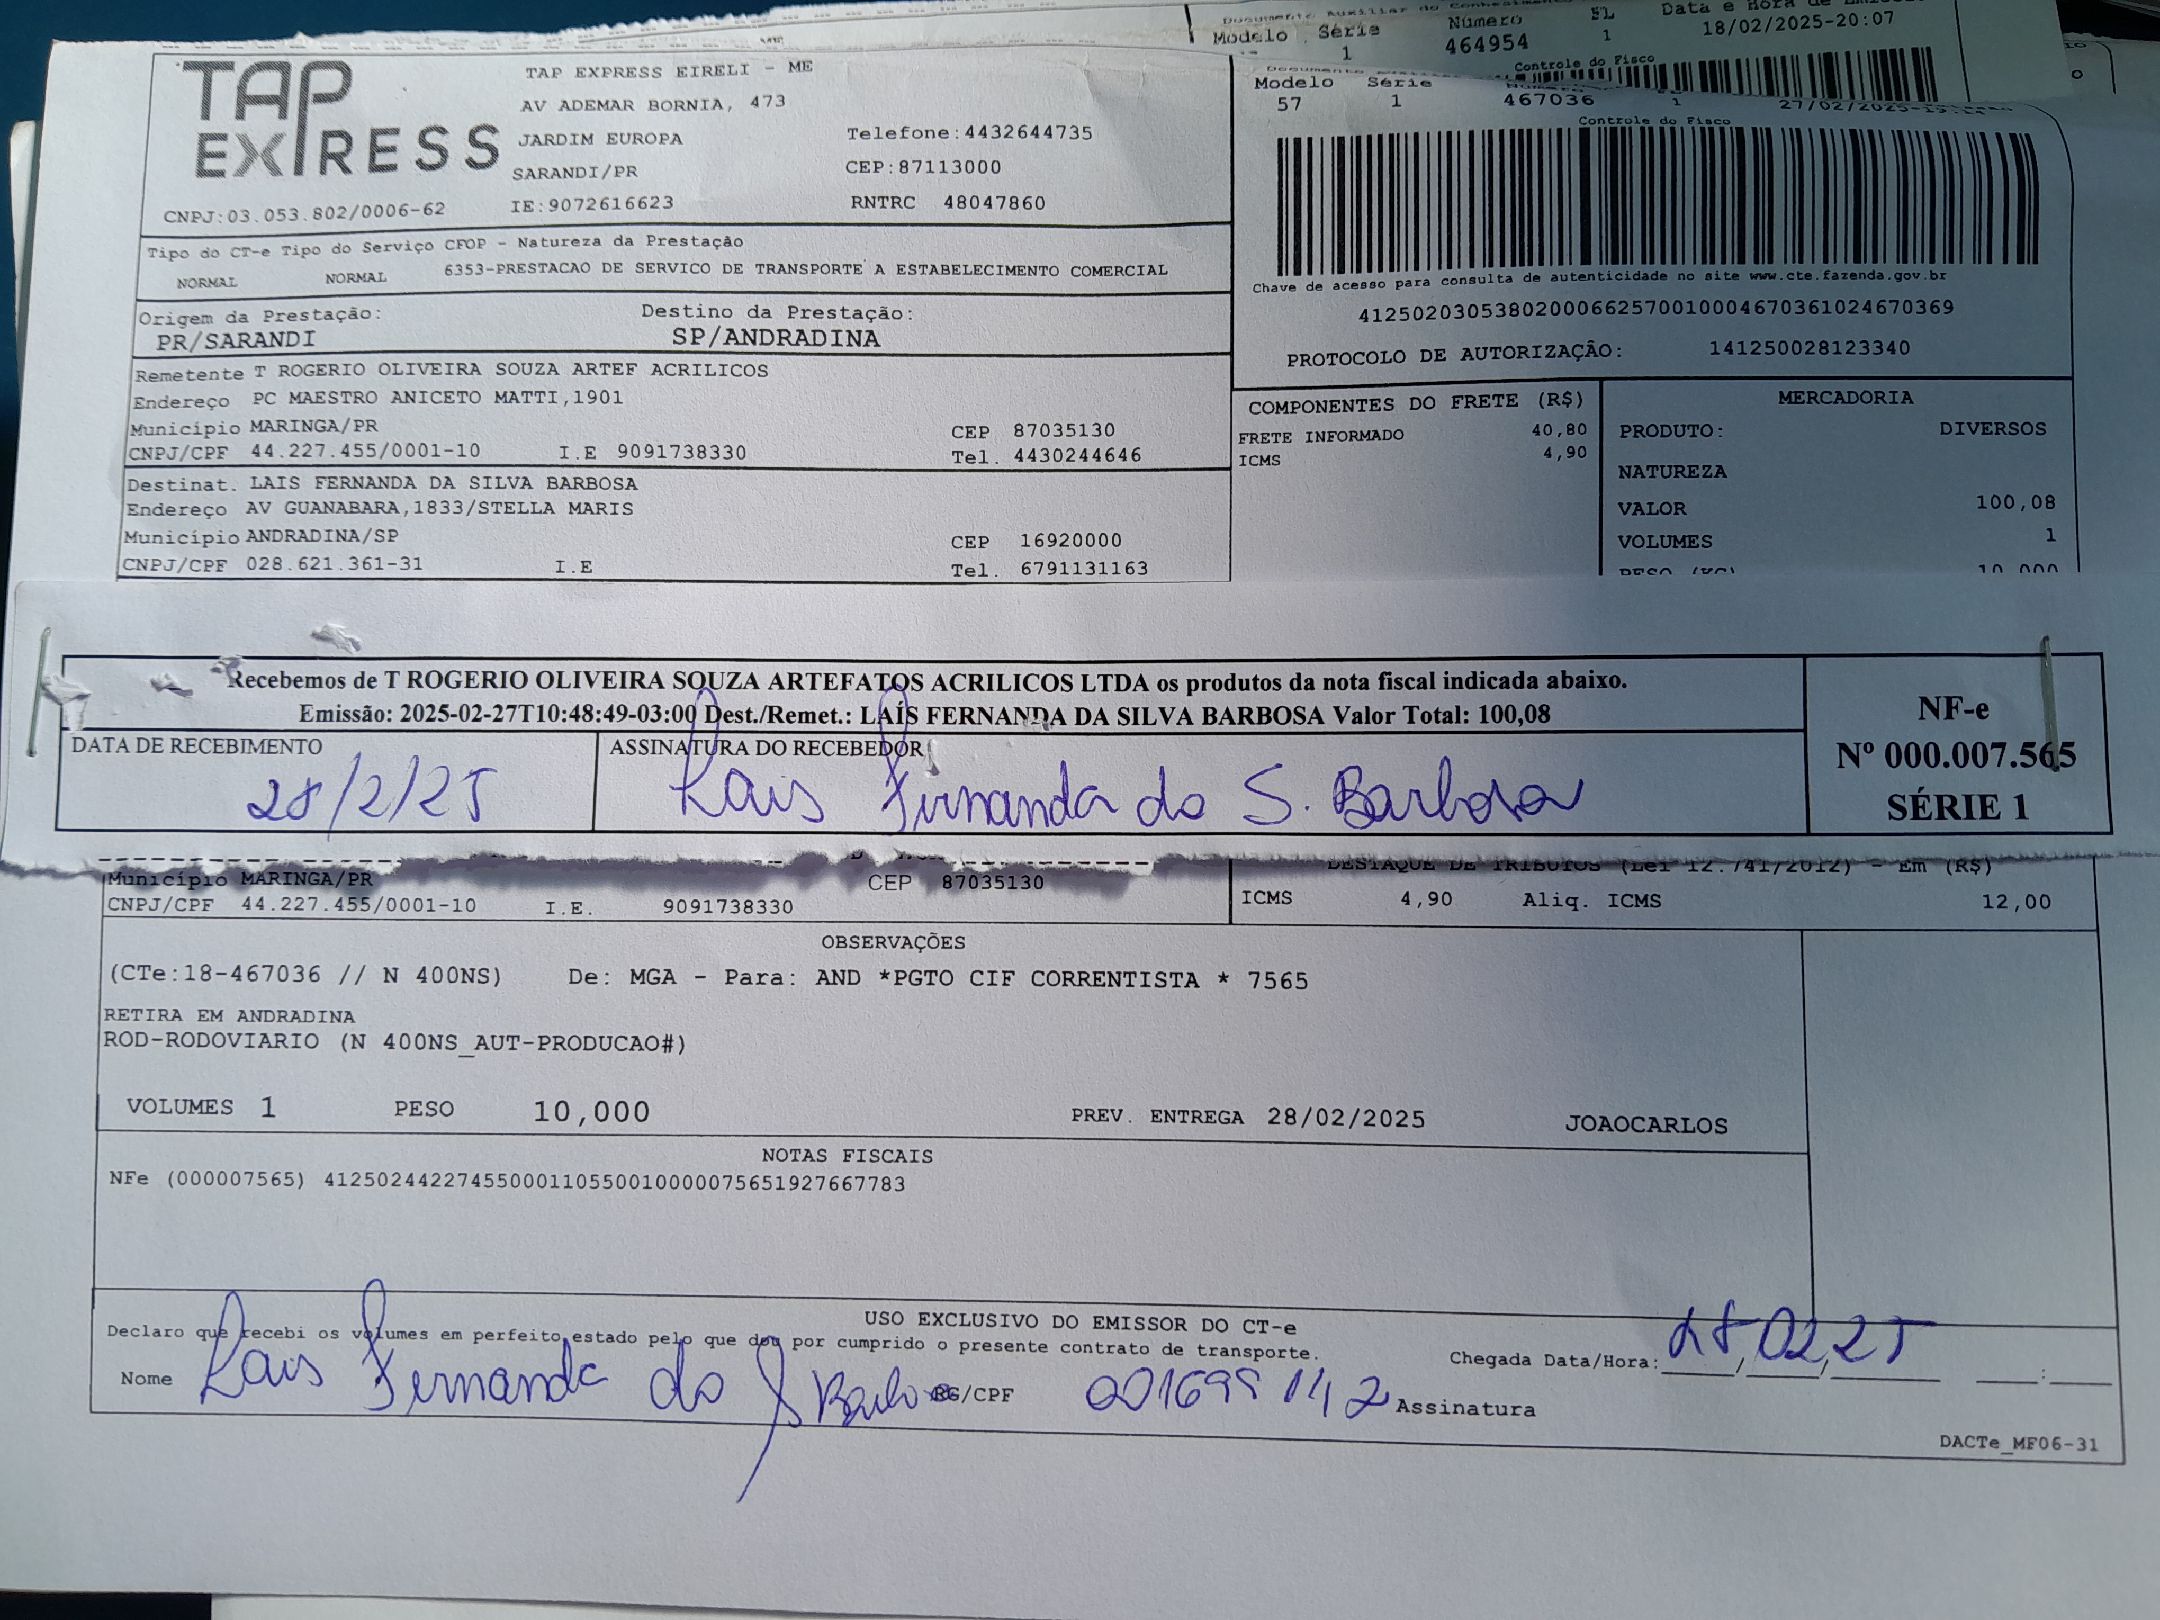 Modelo Série Número SL
1 464954 1 18/02/2025-20:07
Controle do Fisco
TAP EXPRESS
TAP EXPRESS EIRELI - ME
AV ADEMAR BORNIA, 473
JARDIM EUROPA Telefone:4432644735
SARANDI/PR CEP:87113000
CNPJ:03.053.802/0006-62 IE:9072616623 RNTRC 48047860
Modelo Série
57 1 467036 1
Controle do Fisco
Chave de acesso para consulta de autenticidade no site www.cte.fazenda.gov.br
41250203053802000662570010004670361024670369
PROTOCOLO DE AUTORIZAÇÃO: 141250028123340
Tipo do CT-e Tipo do Serviço CFOP - Natureza da Prestação
NORMAL NORMAL 6353-PRESTACAO DE SERVICO DE TRANSPORTE A ESTABELECIMENTO COMERCIAL
Origem da Prestação: Destino da Prestação:
PR/SARANDI SP/ANDRADINA
Remetente T ROGERIO OLIVEIRA SOUZA ARTEF ACRILICOS
Endereço PC MAESTRO ANICETO MATTI,1901
Município MARINGA/PR CEP 87035130
CNPJ/CPF 44.227.455/0001-10 I.E 9091738330 Tel. 4430244646
Destinat. LAIS FERNANDA DA SILVA BARBOSA
Endereço AV GUANABARA,1833/STELLA MARIS
Município ANDRADINA/SP CEP 16920000
CNPJ/CPF 028.621.361-31 I.E Tel. 6791131163
COMPONENTES DO FRETE (R$)
FRETE INFORMADO 40,80
ICMS 4,90
MERCADORIA
PRODUTO: DIVERSOS
NATUREZA
VALOR 100,08
VOLUMES 1
PESO (KG) 10,000
Recebemos de T ROGERIO OLIVEIRA SOUZA ARTEFATOS ACRILICOS LTDA os produtos da nota fiscal indicada abaixo.
Emissão: 2025-02-27T10:48:49-03:00 Dest./Remet.: LAÍS FERNANDA DA SILVA BARBOSA Valor Total: 100,08
DATA DE RECEBIMENTO ASSINATURA DO RECEBEDOR
28/2/25 Lais Fernanda da S. Barbosa
NF-e
Nº 000.007.565
SÉRIE 1
Município MARINGA/PR CEP 87035130
CNPJ/CPF 44.227.455/0001-10 I.E. 9091738330
DESTAQUE DE TRIBUTOS (Lei 12.741/2012) - Em (R$)
ICMS 4,90 Aliq. ICMS 12,00
OBSERVAÇÕES
(CTe:18-467036 // N 400NS) De: MGA - Para: AND *PGTO CIF CORRENTISTA * 7565
RETIRA EM ANDRADINA
ROD-RODOVIARIO (N 400NS_AUT-PRODUCAO#)
VOLUMES 1 PESO 10,000 PREV. ENTREGA 28/02/2025 JOAOCARLOS
NOTAS FISCAIS
NFe (000007565) 41250244227455000110550010000075651927667783
USO EXCLUSIVO DO EMISSOR DO CT-e
Declaro que recebi os volumes em perfeito estado pelo que dou por cumprido o presente contrato de transporte.
Nome Lais Fernanda da S Barbosa RG/CPF Assinatura
Chegada Data/Hora: 28/02/25 :
DACTe_MF06-31